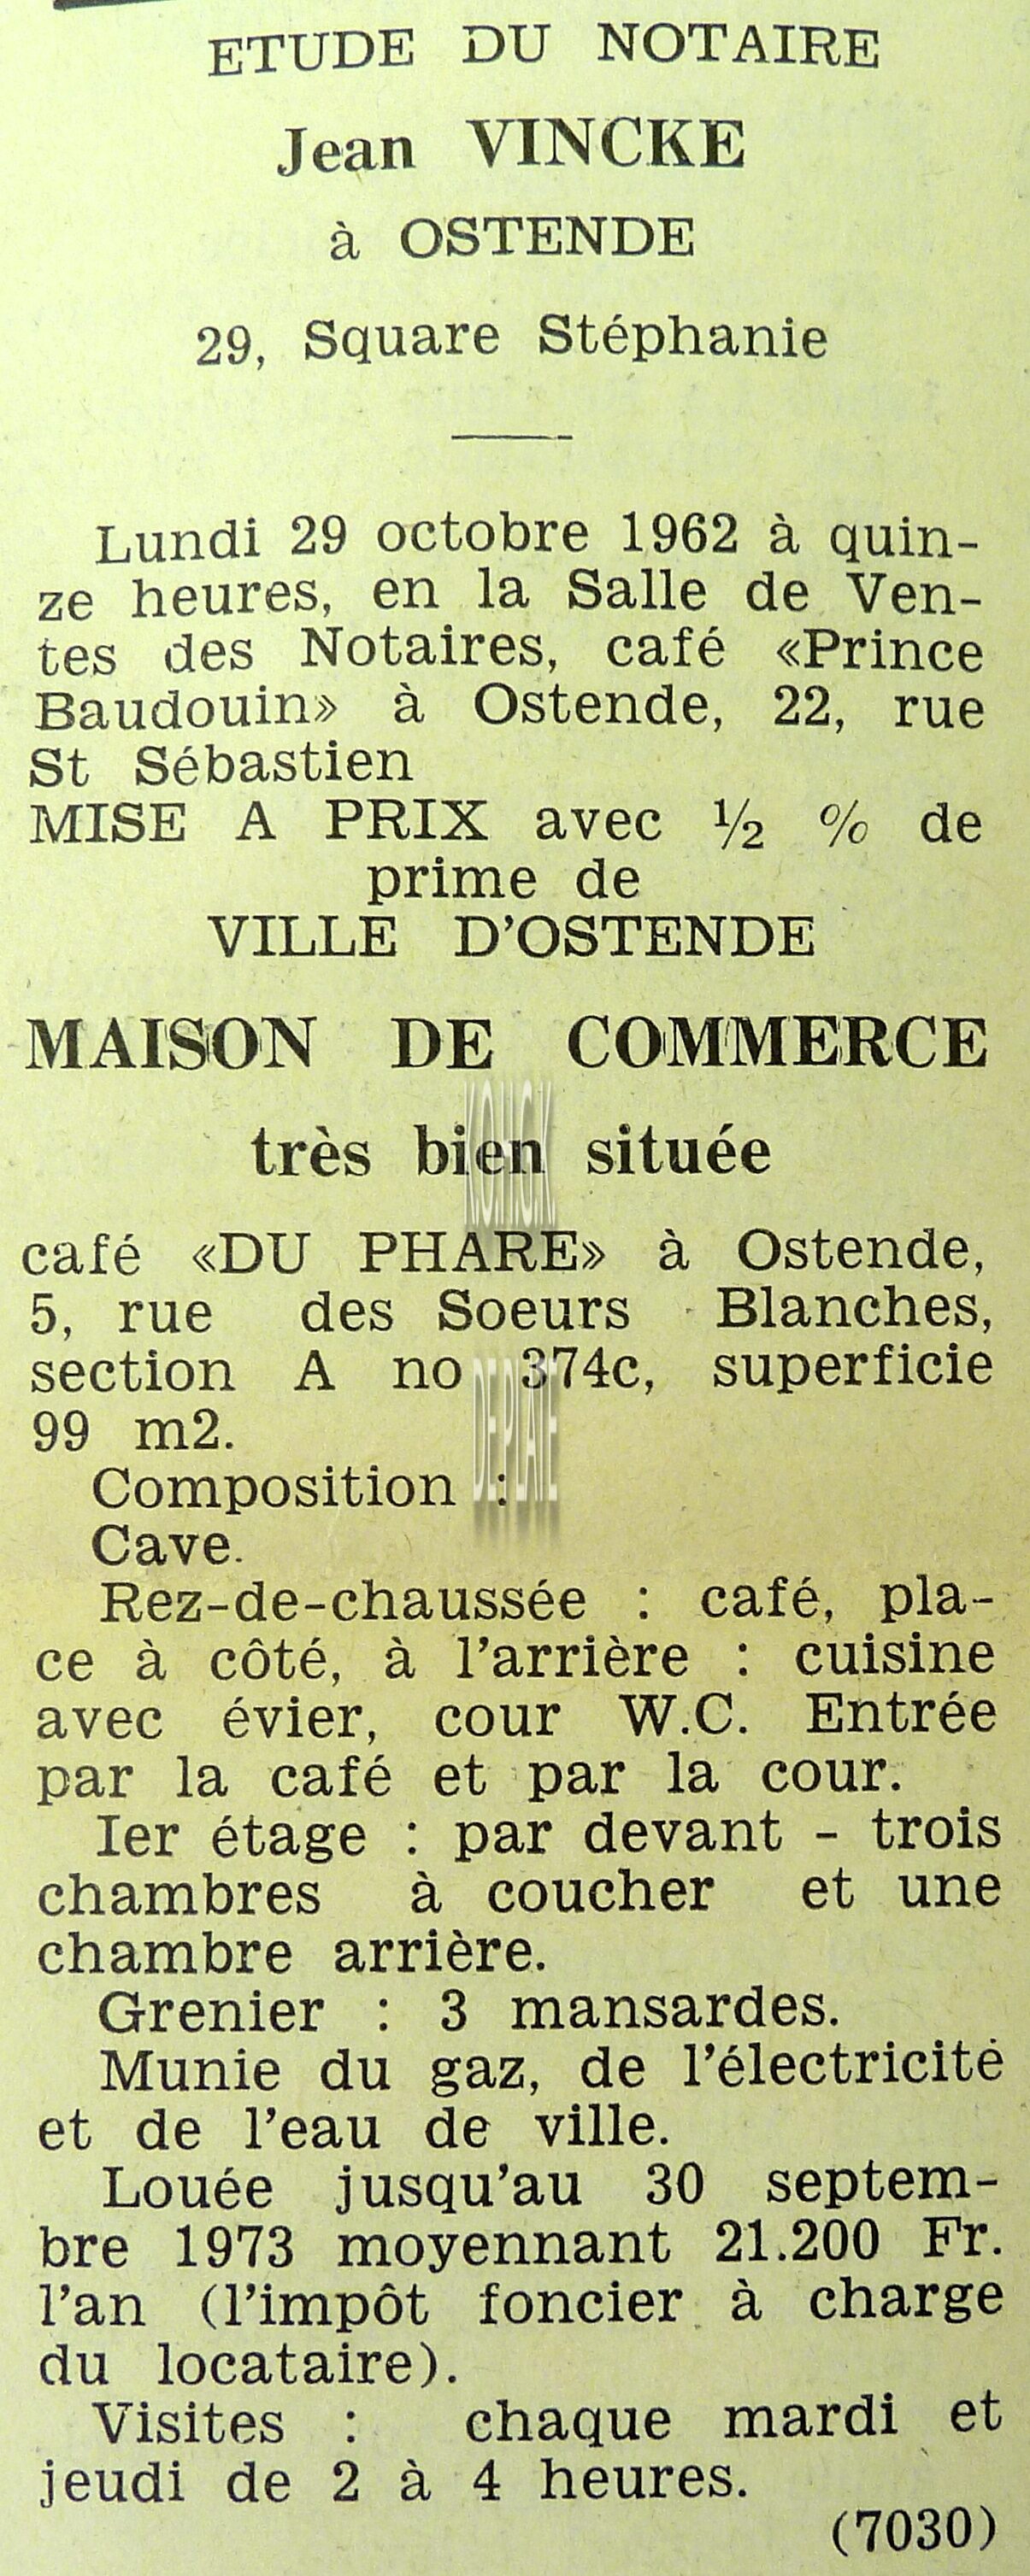 ETUDE DU NOTAIRE
Jean VINCKE
à OSTENDE
29, Square Stéphanie
Lundi 29 octobre 1962 à quin-
ze heures, en la Salle de Ven-
tes des Notaires, café «Prince
Baudouin» à Ostende, 22, rue
St Sébastien
MISE A PRIX avec ½ % de
prime de
VILLE D'OSTENDE
MAISON DE COMMERCE
très bien située
K.O.H.G.K.
café «DU PHARE» à Ostende,
5, rue des Soeurs Blanches,
section A no 374c, superficie
99 m2.
DE PLATE
Composition :
Cave.
Rez-de-chaussée : café, pla-
ce à côté, à l'arrière : cuisine
avec évier, cour W.C. Entrée
par la café et par la cour.
Ier étage : par devant - trois
chambres à coucher et une
chambre arrière.
Grenier : 3 mansardes.
Munie du gaz, de l'électricité
et de l'eau de ville.
Louée jusqu'au 30 septem-
bre 1973 moyennant 21.200 Fr.
l'an (l'impôt foncier à charge
du locataire).
Visites : chaque mardi et
jeudi de 2 à 4 heures.
(7030)